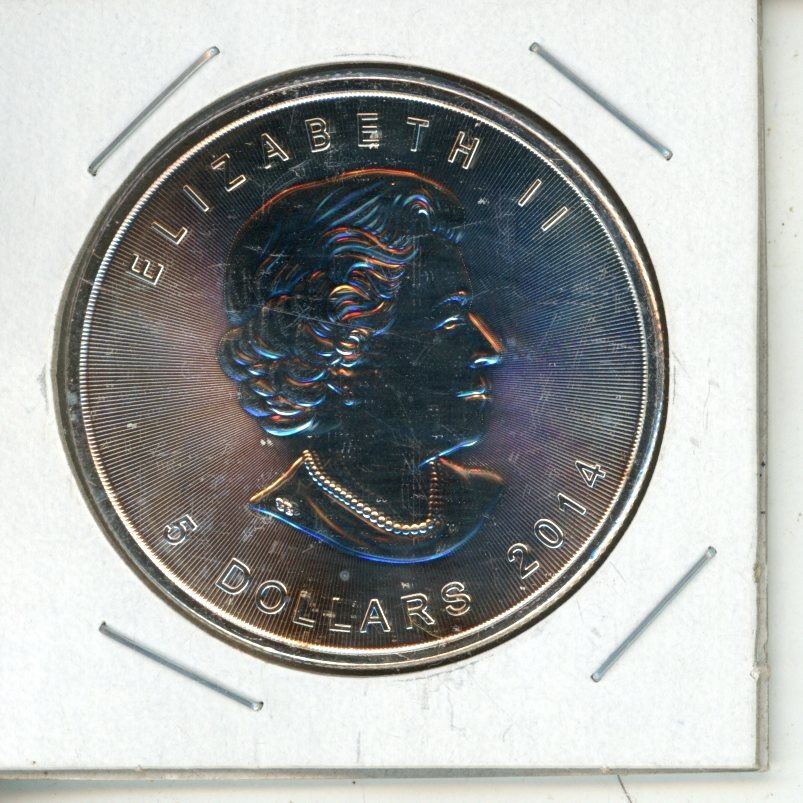 ELIZABETH II
5 DOLLARS 2014